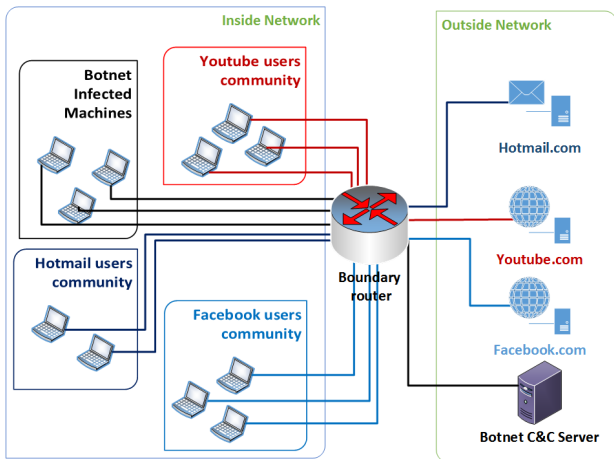 Inside Network
Outside Network
Botnet
Infected
Machines
Youtube users
community
Hotmail.com
Youtube.com
Boundary
router
Hotmail users
community
Facebook users
community
Facebook.com
Botnet C&C Server